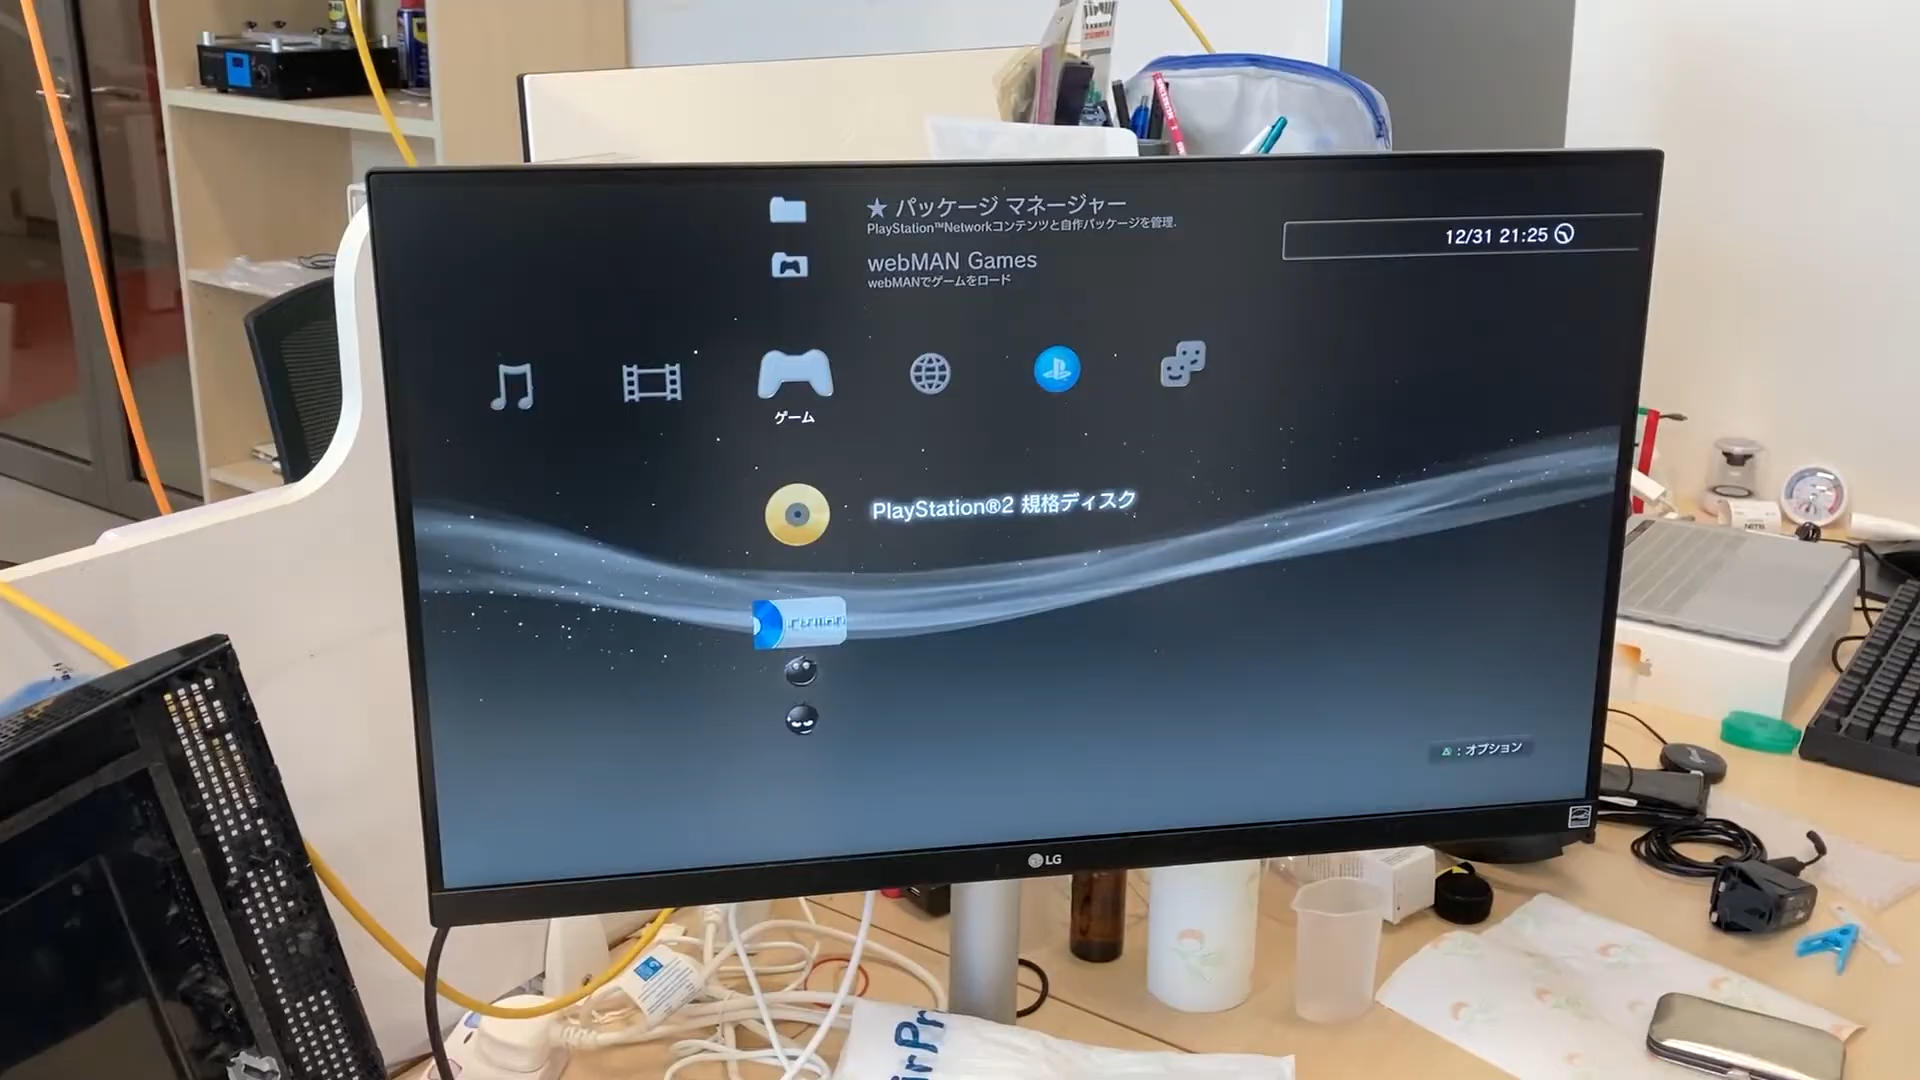 ★ パッケージ マネージャー
PlayStation™Networkコンテンツと自作パッケージを管理.
webMAN Games
webMANでゲームをロード
12/31 21:25
ゲーム
PlayStation®2 規格ディスク
：オプション
LG